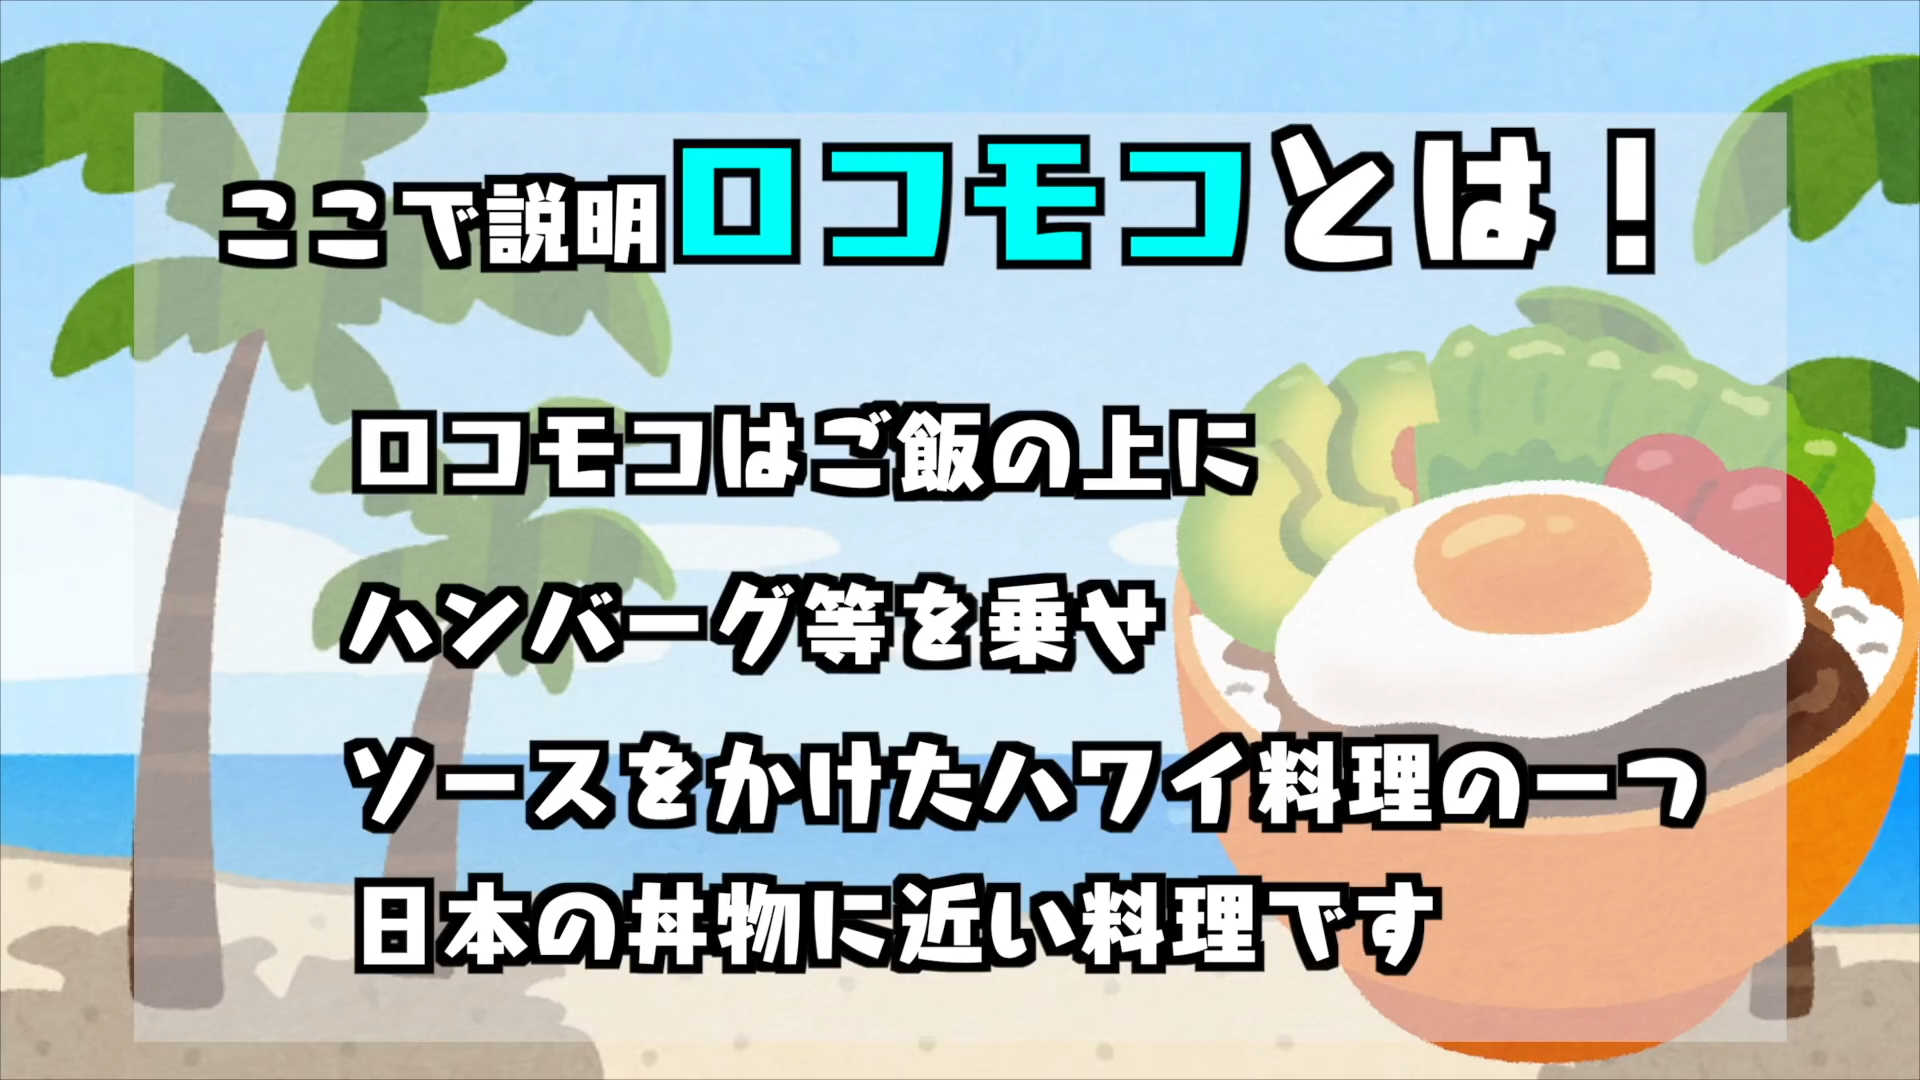 ここで説明ロコモコとは！
ロコモコはご飯の上に
ハンバーグ等を乗せ
ソースをかけたハワイ料理の一つ
日本の丼物に近い料理です